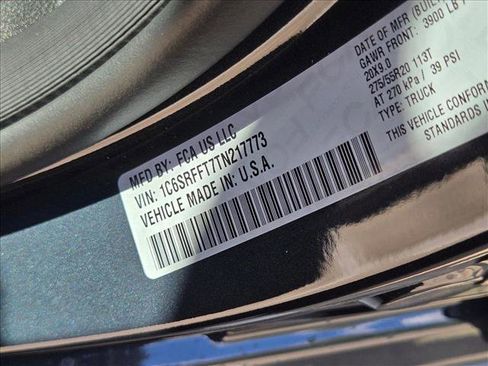 MFD BY: FCA US LLC
VIN: 1C6SRFFT7TN217773
VEHICLE MADE IN U.S.A.
DATE OF MFR (BUILT
GAWR FRONT: 3900 LB
20X9.0
275/55R20 113T
AT 270 kPa / 39 PSI
TYPE: TRUCK
THIS VEHICLE CONFORM
STANDARDS IN